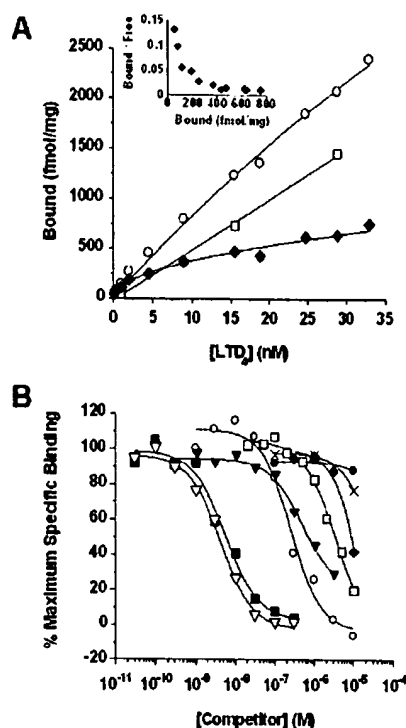 A
Bound / Free
0.15
0.1
0.05
0
0 200 400 600 800
Bound (fmol/mg)
Bound (fmol/mg)
2500
2000
1500
1000
500
0
0 5 10 15 20 25 30 35
[LTD4] (nM)
B
% Maximum Specific Binding
120
100
80
60
40
20
0
-20
10-11 10-10 10-9 10-8 10-7 10-6 10-5 10-4
[Competitor] (M)